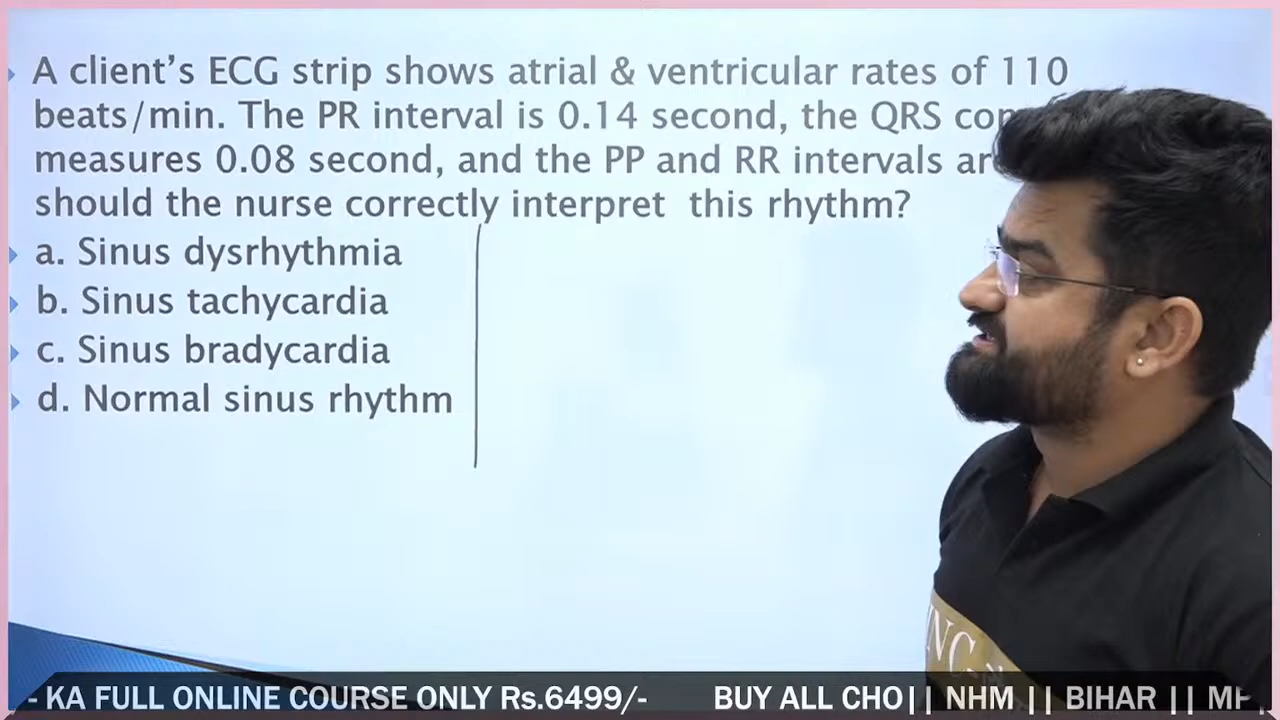 A client's ECG strip shows atrial & ventricular rates of 110
beats/min. The PR interval is 0.14 second, the QRS
measures 0.08 second, and the PP and RR intervals
should the nurse correctly interpret this rhythm?
a. Sinus dysrhythmia
b. Sinus tachycardia
c. Sinus bradycardia
d. Normal sinus rhythm
- KA FULL ONLINE COURSE ONLY Rs.6499/- BUY ALL CHO|| NHM || BIHAR || MP